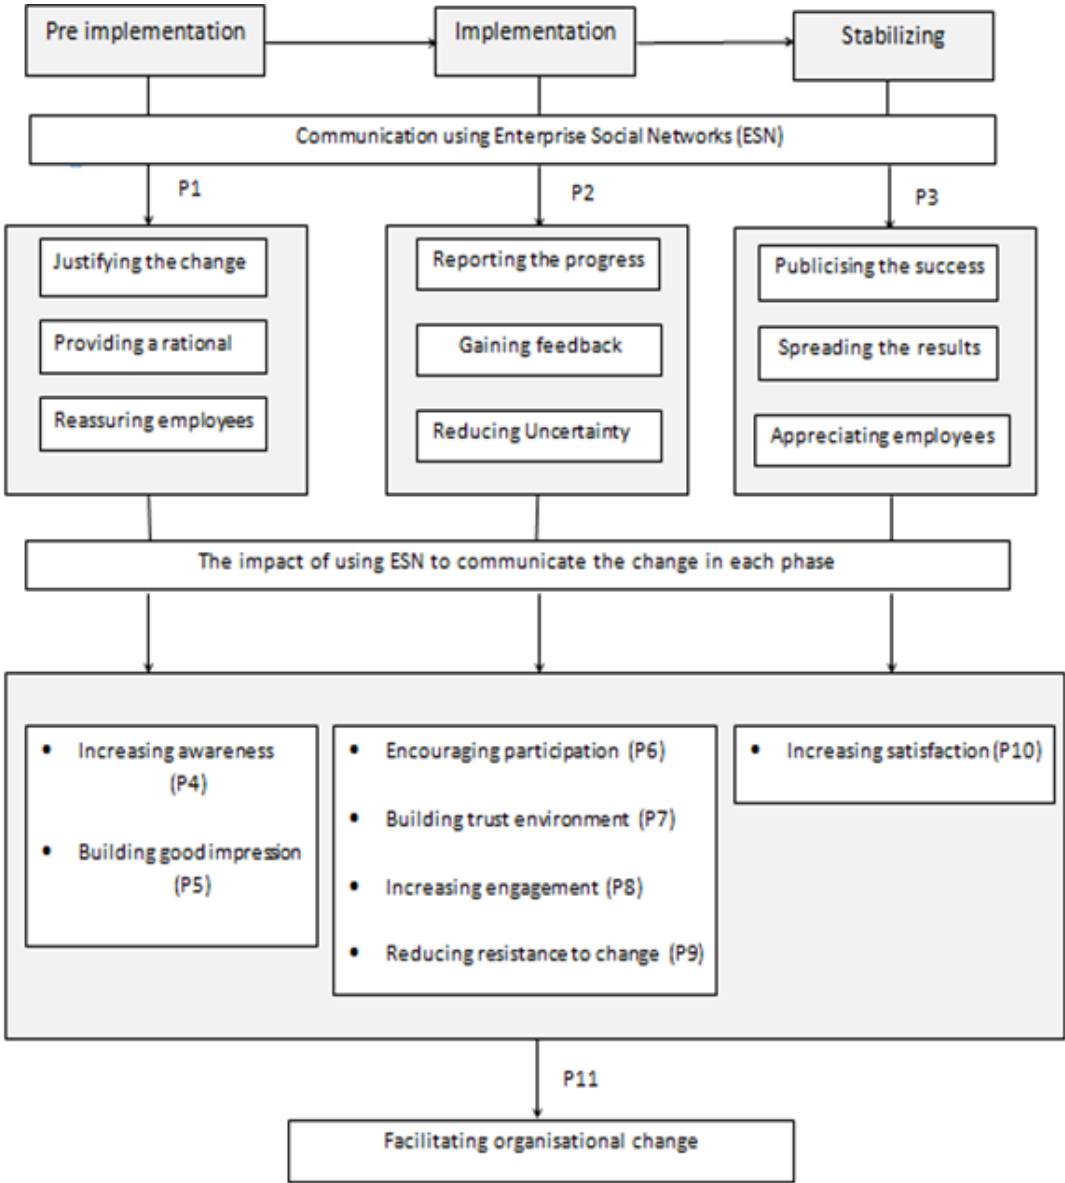 Pre implementation
Implementation
Stabilizing
Communication using Enterprise Social Networks (ESN)
P1
P2
P3
Justifying the change
Providing a rational
Reassuring employees
Reporting the progress
Gaining feedback
Reducing Uncertainty
Publicising the success
Spreading the results
Appreciating employees
The impact of using ESN to communicate the change in each phase
• Increasing awareness
(P4)
• Building good impression
(P5)
• Encouraging participation (P6)
• Building trust environment (P7)
• Increasing engagement (P8)
• Reducing resistance to change (P9)
• Increasing satisfaction (P10)
P11
Facilitating organisational change